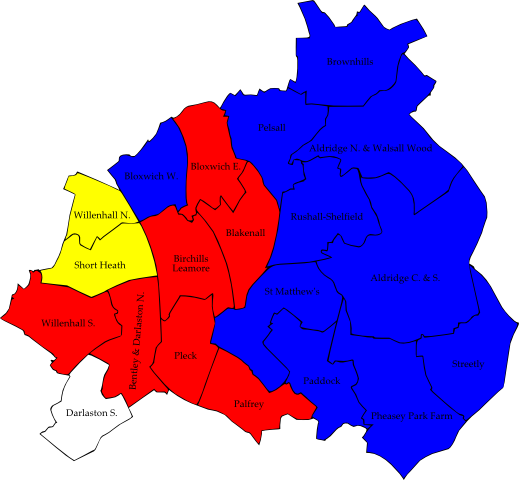 Brownhills
Pelsall
Aldridge N. & Walsall Wood
Bloxwich E.
Bloxwich W.
Willenhall N.
Rushall-Shelfield
Blakenall
Birchills
Leamore
Short Heath
Aldridge C. & S.
St Matthew's
Willenhall S.
Bentley & Darlaston N.
Pleck
Streetly
Paddock
Palfrey
Darlaston S.
Pheasey Park Farm